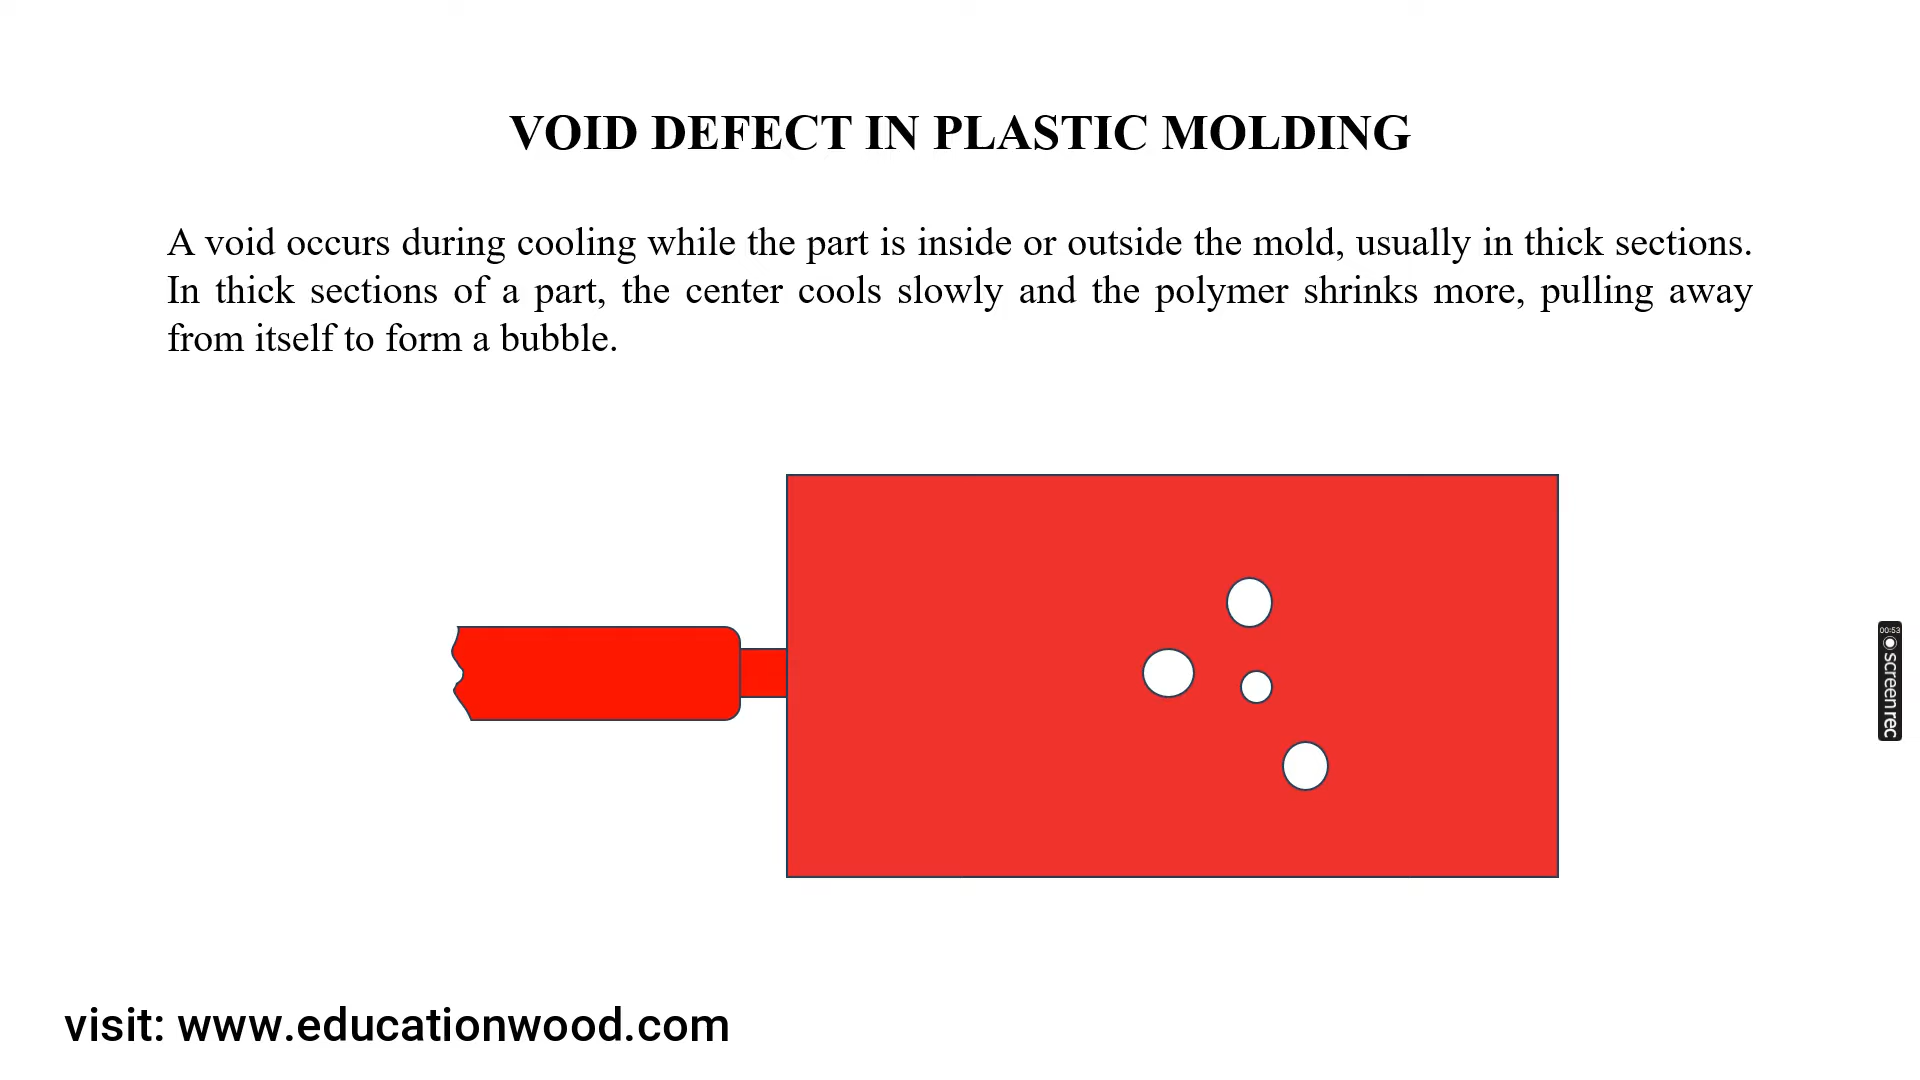 VOID DEFECT IN PLASTIC MOLDING
A void occurs during cooling while the part is inside or outside the mold, usually in thick sections.
In thick sections of a part, the center cools slowly and the polymer shrinks more, pulling away
from itself to form a bubble.
00:53
screenrec
visit: www.educationwood.com